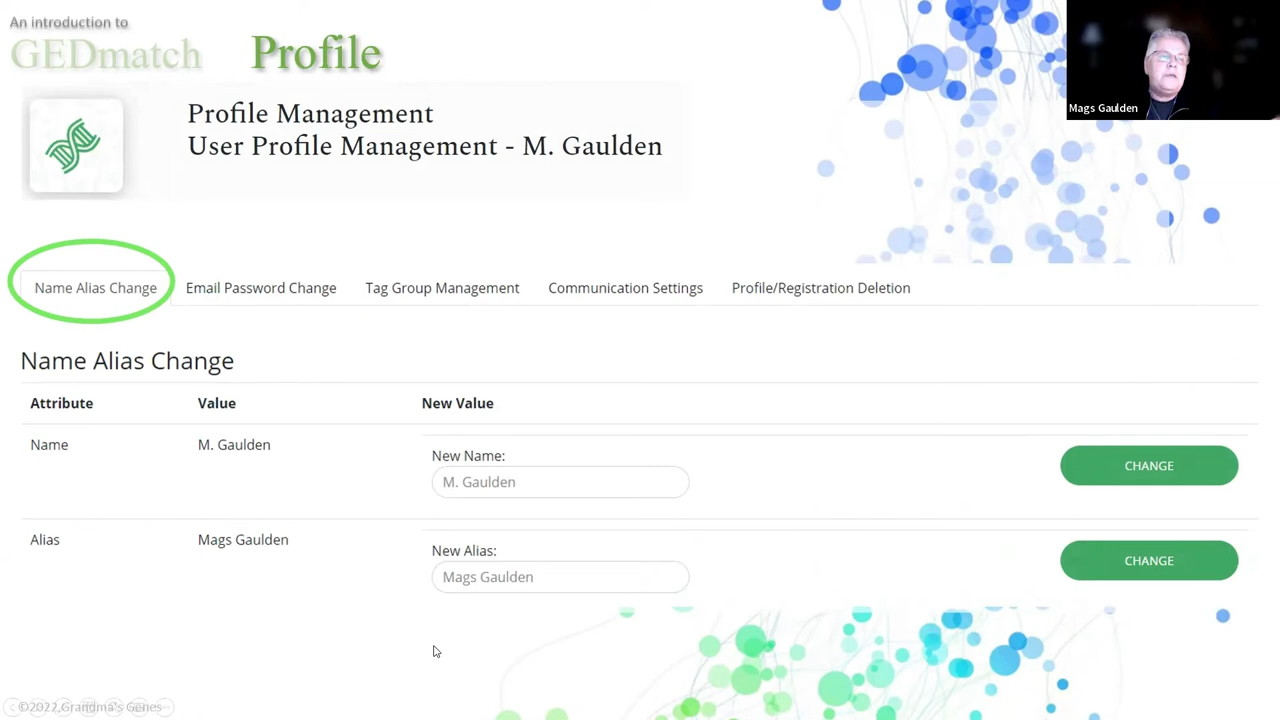 An introduction to
GEDmatch Profile
Mags Gaulden
Profile Management
User Profile Management - M. Gaulden
Name Alias Change
Email Password Change
Tag Group Management
Communication Settings
Profile/Registration Deletion
Name Alias Change
Attribute Value New Value
Name M. Gaulden
New Name:
M. Gaulden
CHANGE
Alias Mags Gaulden
New Alias:
Mags Gaulden
CHANGE
©2022 Grandma's Genes